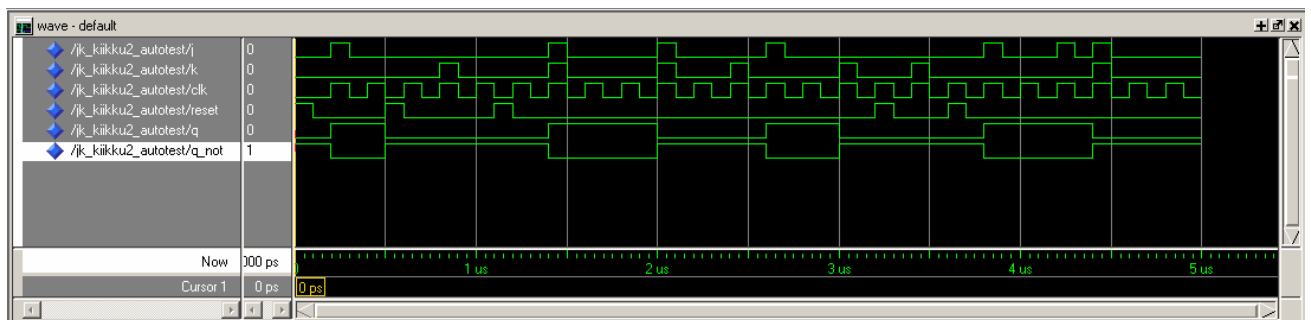 wave - default
/jk_kiikku2_autotest/j 0
/jk_kiikku2_autotest/k 0
/jk_kiikku2_autotest/clk 0
/jk_kiikku2_autotest/reset 0
/jk_kiikku2_autotest/q 0
/jk_kiikku2_autotest/q_not 1
Now 000 ps 1 us 2 us 3 us 4 us 5 us
Cursor 1 0 ps 0 ps